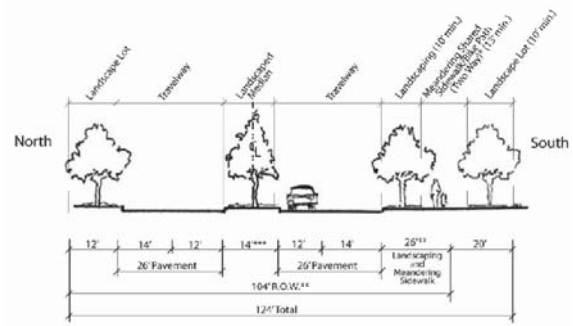 Landscape Lot
Travelway
Landscaped
Median
Travelway
Landscaping (10' min.)
Meandering Shared
Sidewalk/Bike Path
(Two Way)* (13' min.)
Landscape Lot (10' min.)
North
South
12'
14'
12'
14'***
12'
14'
26'**
20'
26' Pavement
26' Pavement
Landscaping
and
Meandering
Sidewalk
104' R.O.W.**
124' Total